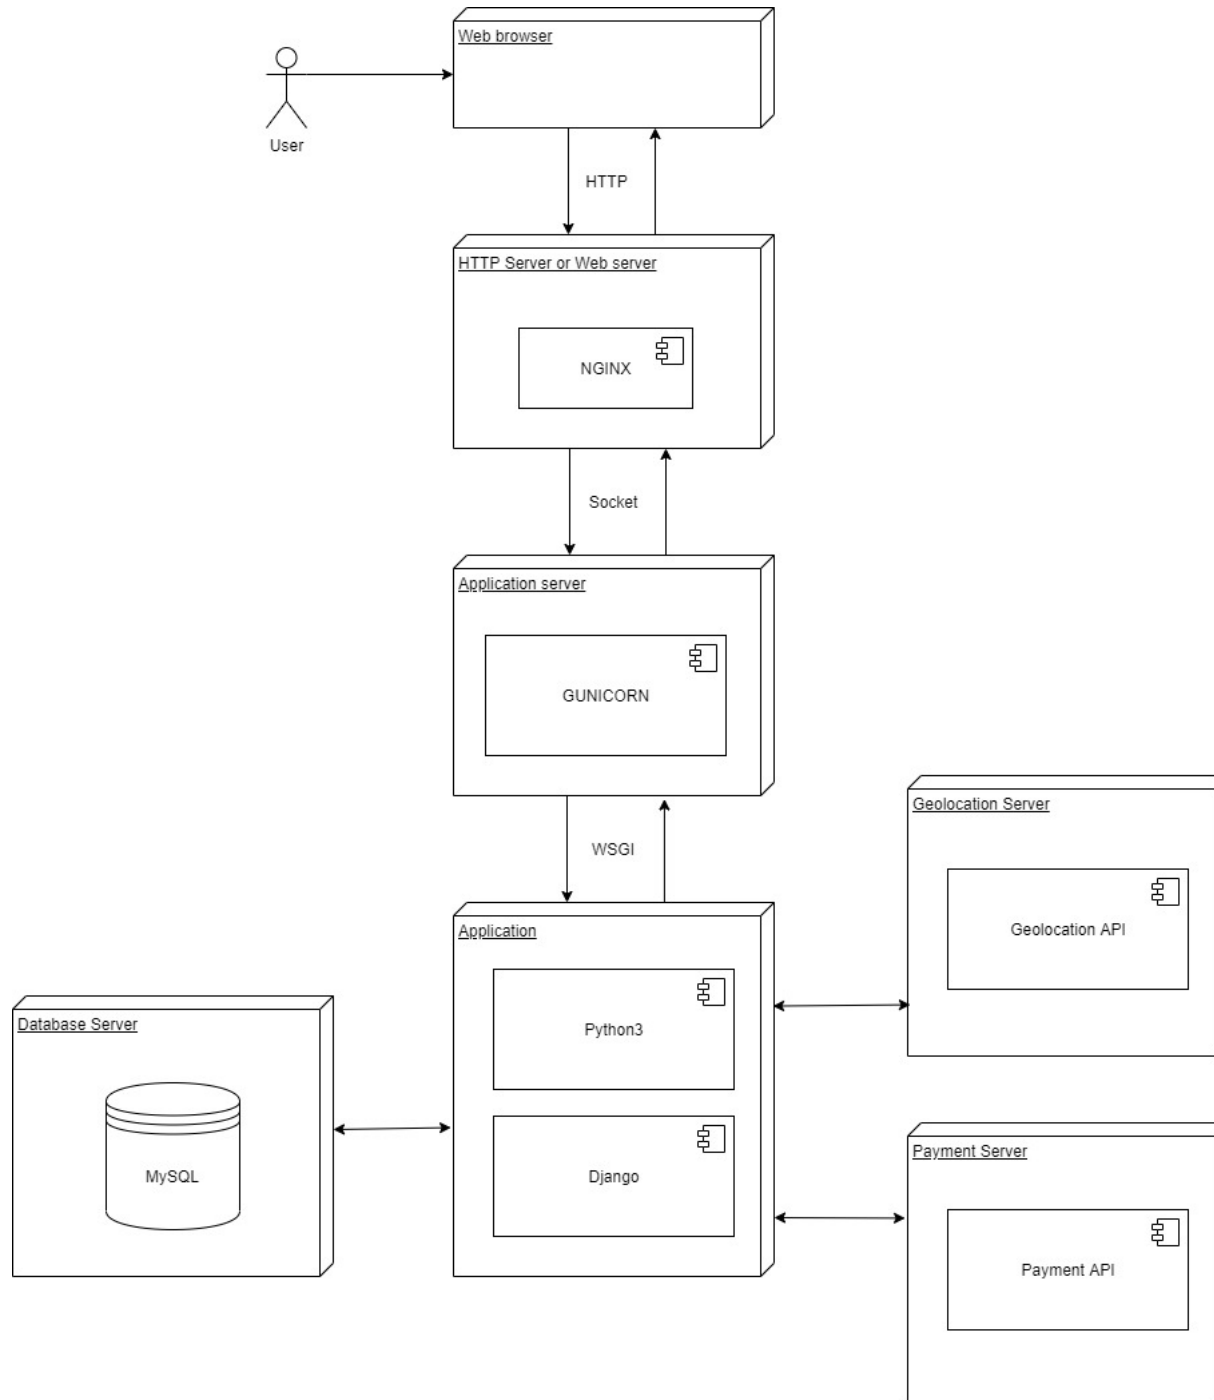 Web browser
User
HTTP
HTTP Server or Web server
NGINX
Socket
Application server
GUNICORN
WSGI
Geolocation Server
Geolocation API
Application
Python3
Database Server
MySQL
Django
Payment Server
Payment API